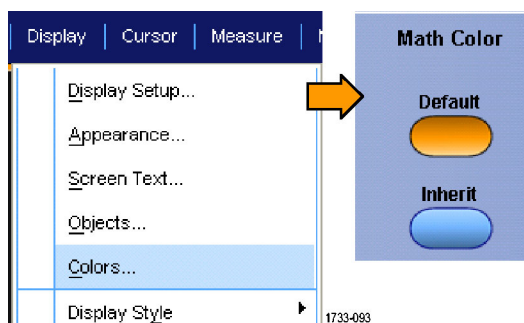 Display Cursor Measure
Display Setup...
Appearance...
Screen Text...
Objects...
Colors...
Display Style
Math Color
Default
Inherit
1733-093